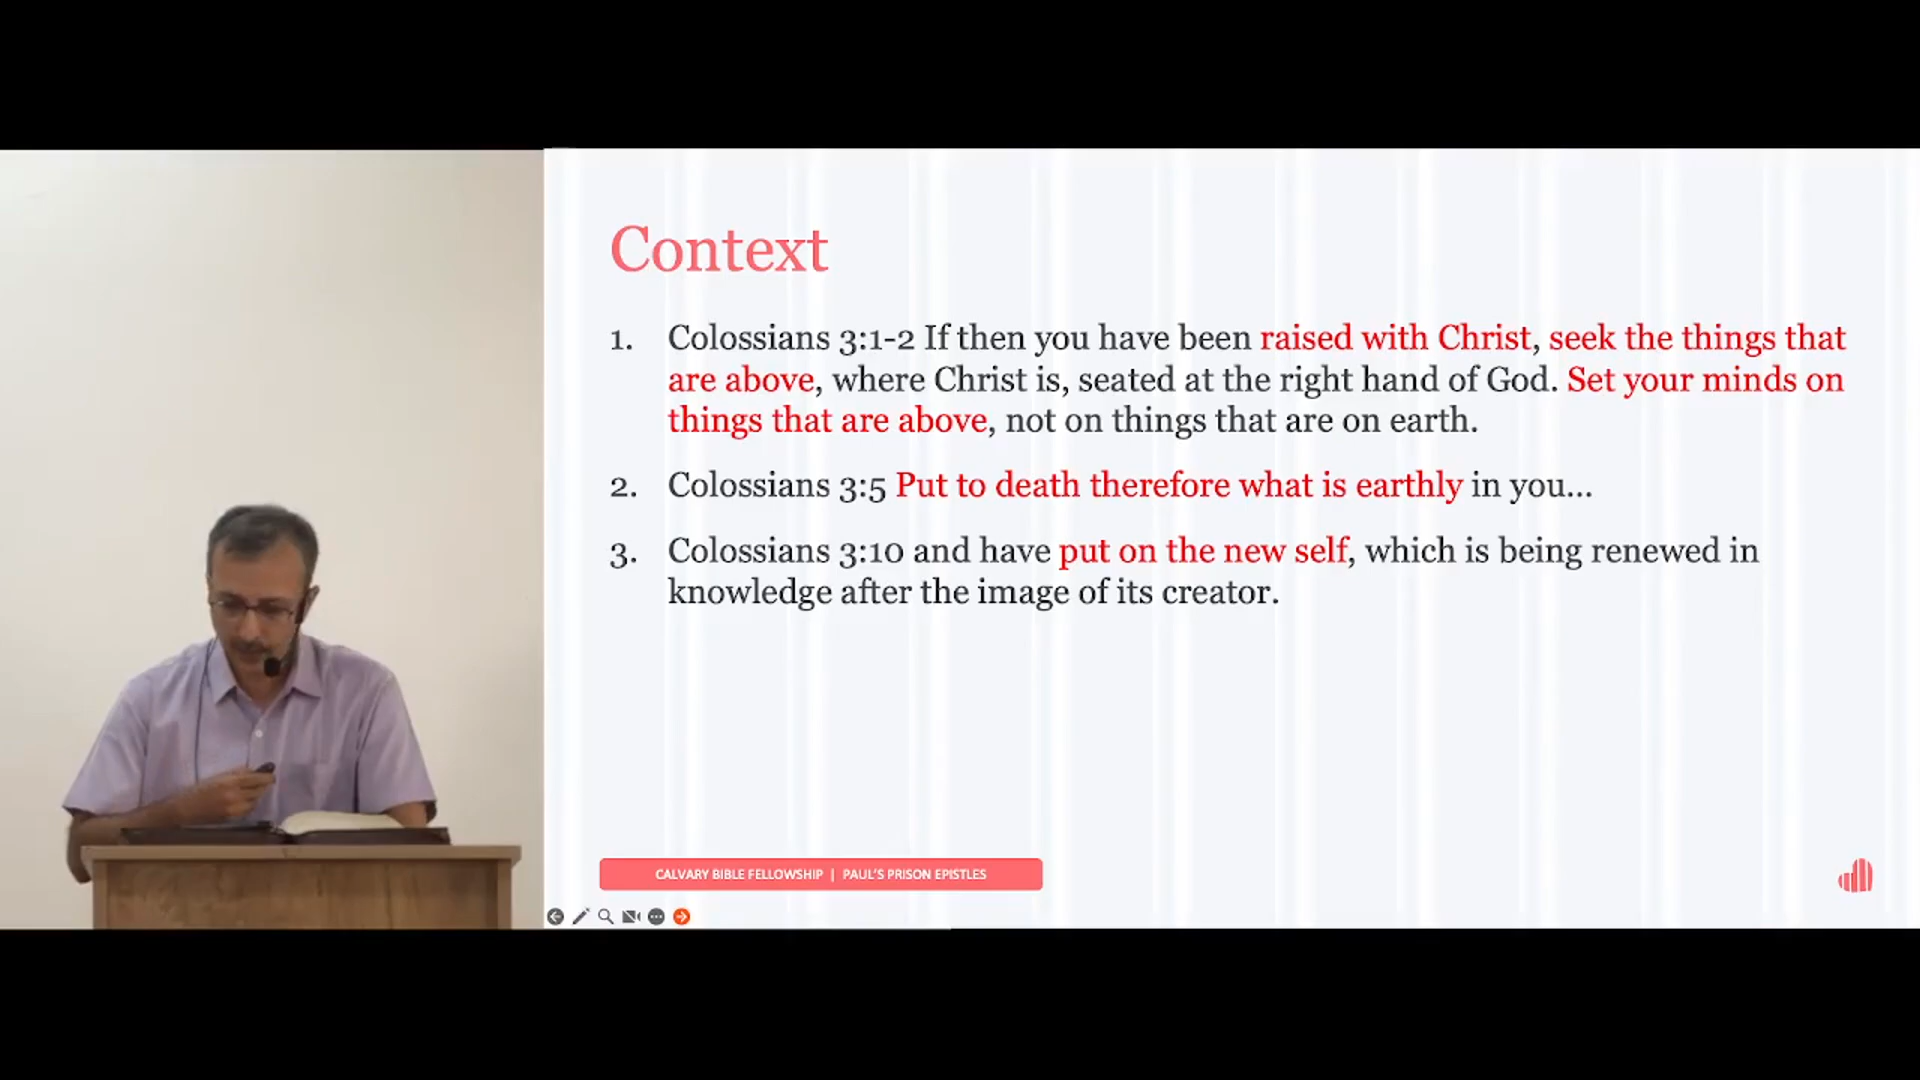 Context
1. Colossians 3:1-2 If then you have been raised with Christ, seek the things that
are above, where Christ is, seated at the right hand of God. Set your minds on
things that are above, not on things that are on earth.
2. Colossians 3:5 Put to death therefore what is earthly in you...
3. Colossians 3:10 and have put on the new self, which is being renewed in
knowledge after the image of its creator.
CALVARY BIBLE FELLOWSHIP | PAUL'S PRISON EPISTLES